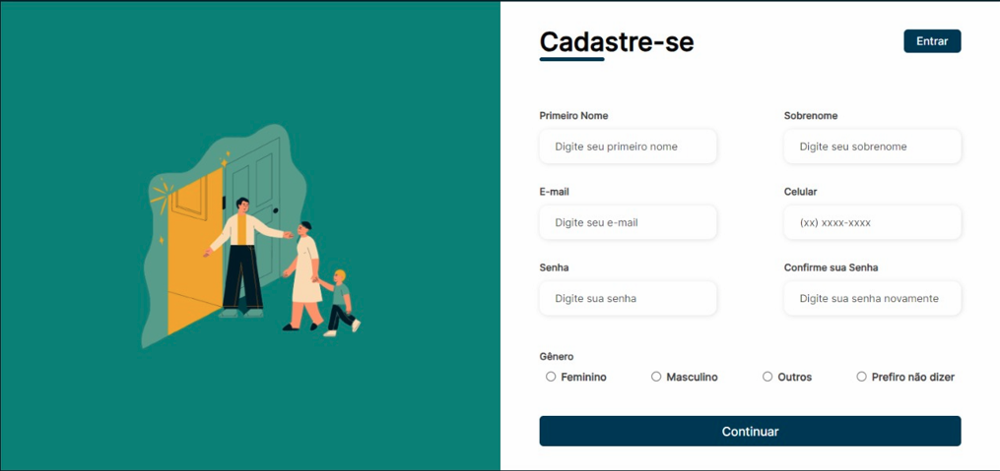 Cadastre-se
Entrar
Primeiro Nome
Sobrenome
Digite seu primeiro nome
Digite seu sobrenome
E-mail
Celular
Digite seu e-mail
(xx) xxxx-xxxx
Senha
Confirme sua Senha
Digite sua senha
Digite sua senha novamente
Gênero
Feminino
Masculino
Outros
Prefiro não dizer
Continuar